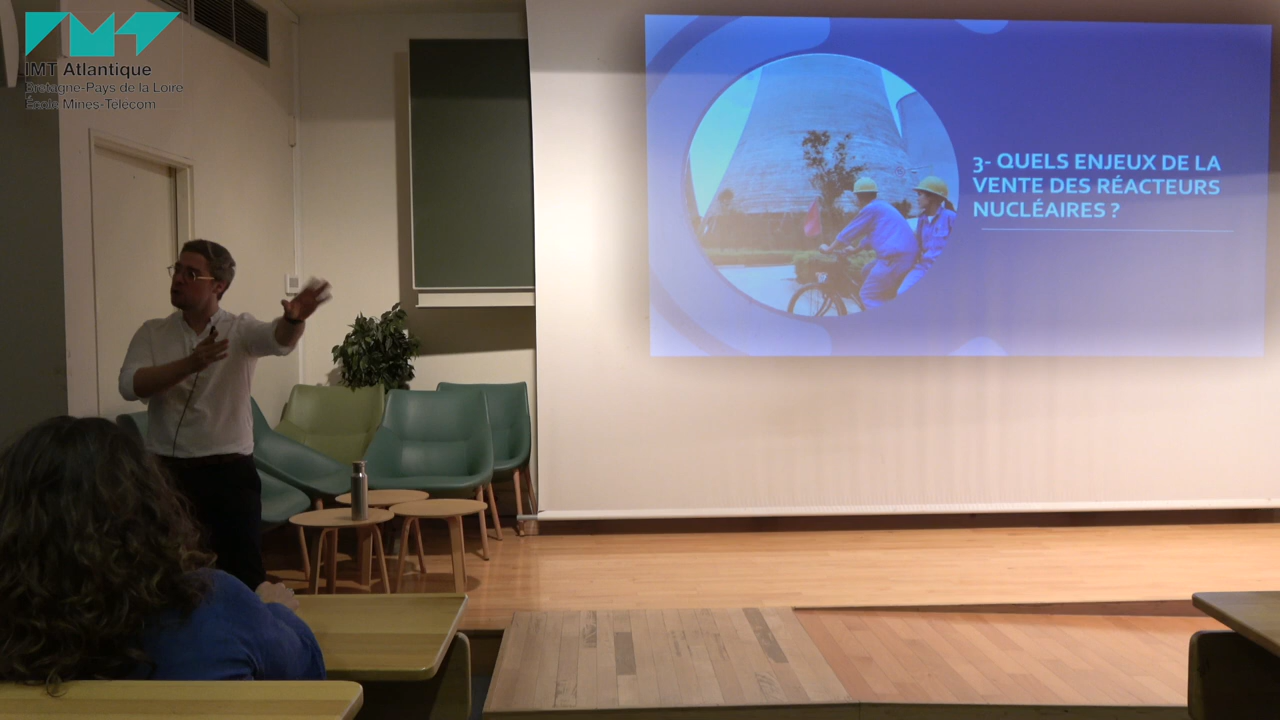 IMT Atlantique
Bretagne-Pays de la Loire
École Mines-Télécom
3- QUELS ENJEUX DE LA
VENTE DES RÉACTEURS
NUCLÉAIRES ?